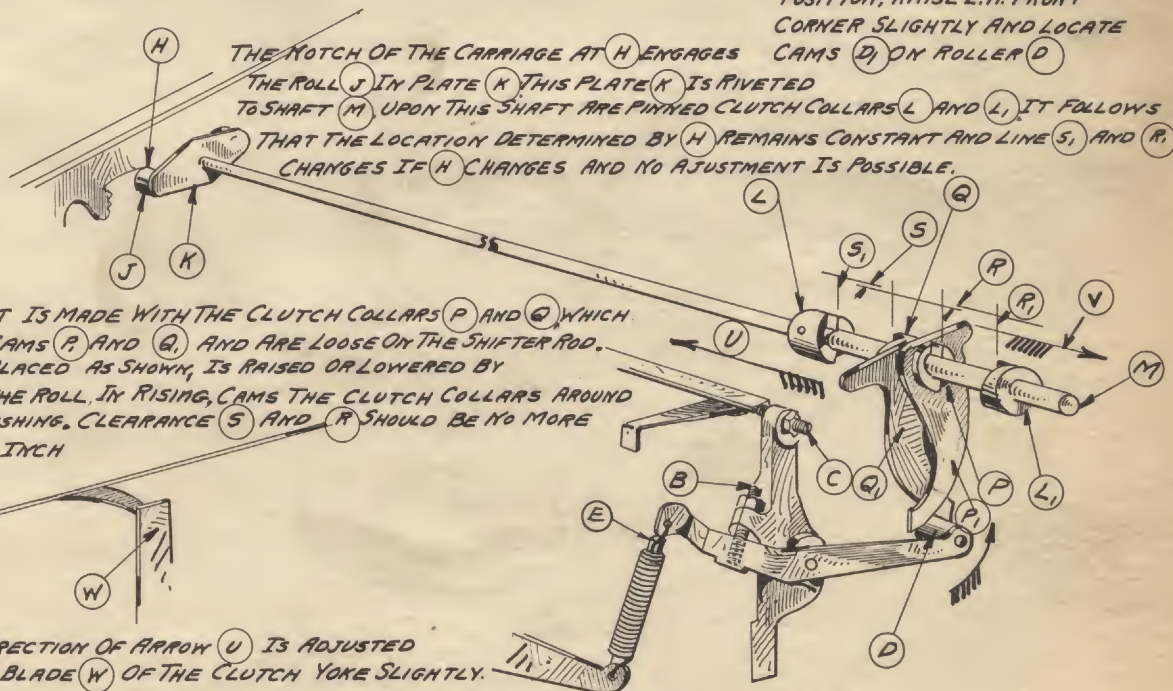 POSITION, RAISE L.H. FRONT
CORNER SLIGHTLY AND LOCATE
CAMS D1 ON ROLLER D
THE NOTCH OF THE CARRIAGE AT H ENGAGES
THE ROLL J IN PLATE K THIS PLATE K IS RIVETED
TO SHAFT M, UPON THIS SHAFT ARE PINNED CLUTCH COLLARS L AND L1, IT FOLLOWS
THAT THE LOCATION DETERMINED BY H REMAINS CONSTANT AND LINE S1 AND R1
CHANGES IF H CHANGES AND NO AJUSTMENT IS POSSIBLE.
H
J
K
L
S1
S
Q
R
R1
V
U
M
T IS MADE WITH THE CLUTCH COLLARS P AND Q, WHICH
AMS P1 AND Q1 AND ARE LOOSE ON THE SHIFTER ROD.
LACED AS SHOWN, IS RAISED OR LOWERED BY
HE ROLL, IN RISING, CAMS THE CLUTCH COLLARS AROUND
SHING. CLEARANCE S AND R SHOULD BE NO MORE
INCH
B
C
Q1
P
L1
P1
E
D
W
RECTION OF ARROW U IS ADJUSTED
BLADE W OF THE CLUTCH YOKE SLIGHTLY.